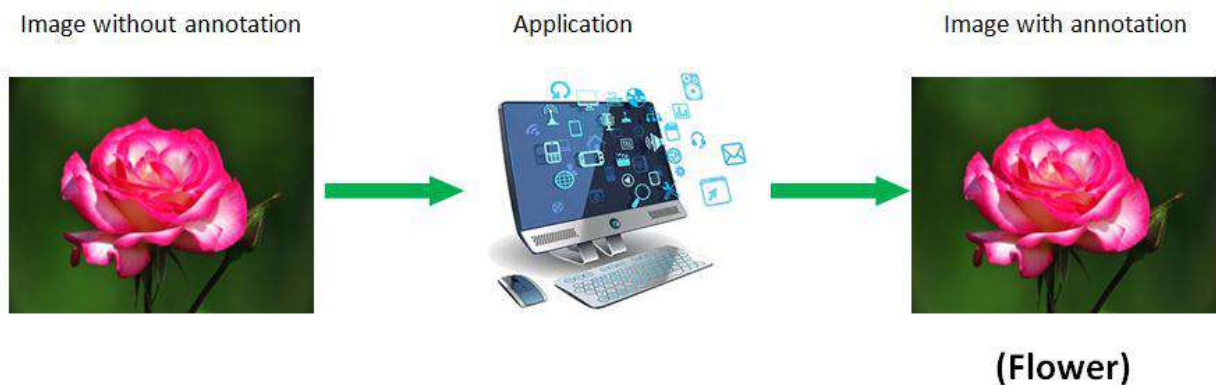 Image without annotation
Application
Image with annotation
(Flower)